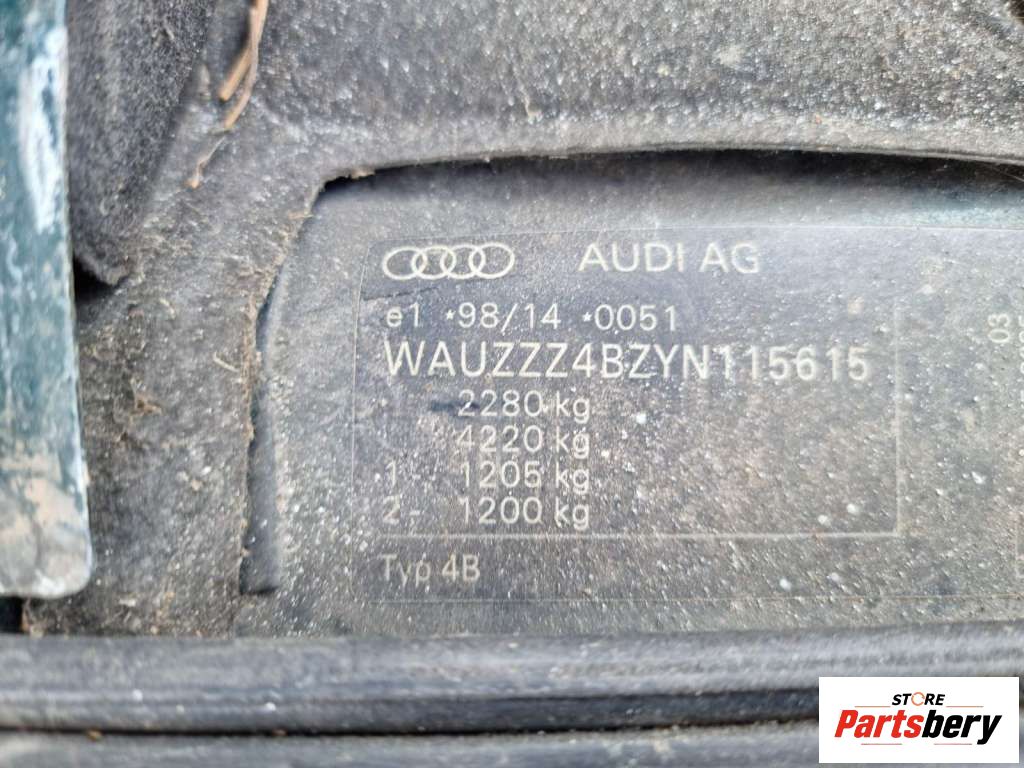 AUDI AG
e1 *98/14 *0051
WAUZZZ4BZYN115615
2280 kg
4220 kg
1- 1205 kg
2- 1200 kg
Typ 4B
03
STORE
Partsbery